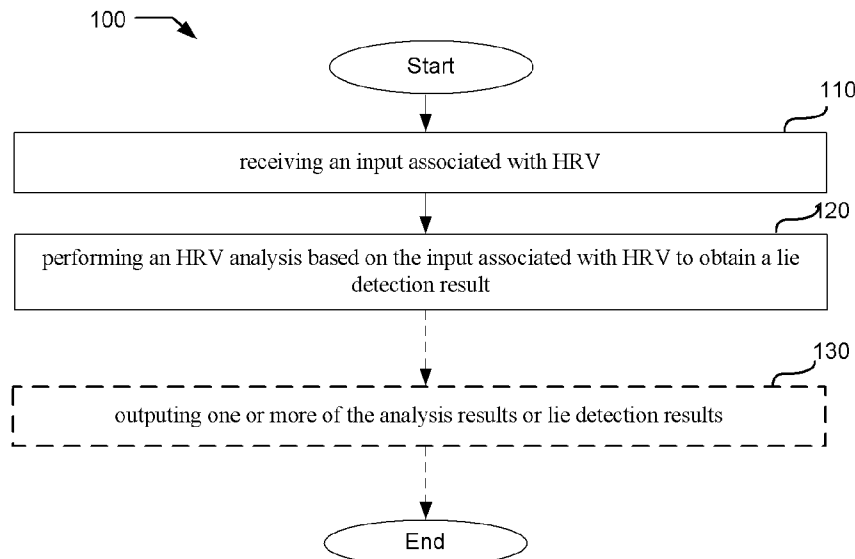 100
Start
110
receiving an input associated with HRV
120
performing an HRV analysis based on the input associated with HRV to obtain a lie
detection result
130
outputing one or more of the analysis results or lie detection results
End